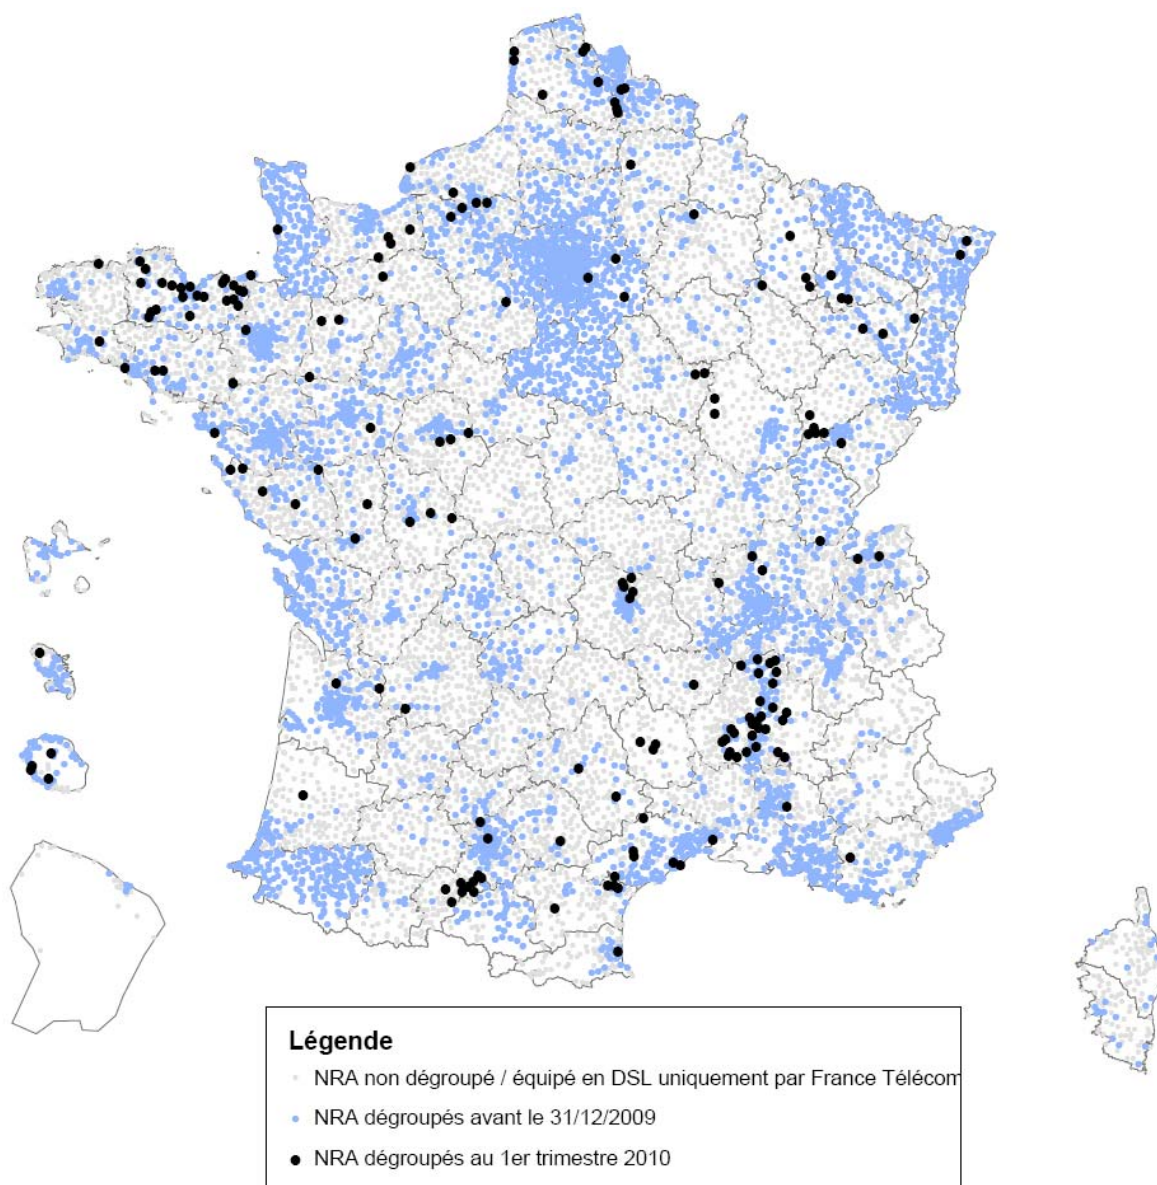 Légende
NRA non dégroupé / équipé en DSL uniquement par France Télécom
NRA dégroupés avant le 31/12/2009
NRA dégroupés au 1er trimestre 2010